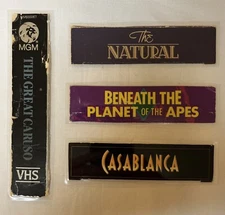 MGM
THE GREAT CARUSO
VHS
The
NATURAL
BENEATH THE
PLANET OF THE APES
CASABLANCA